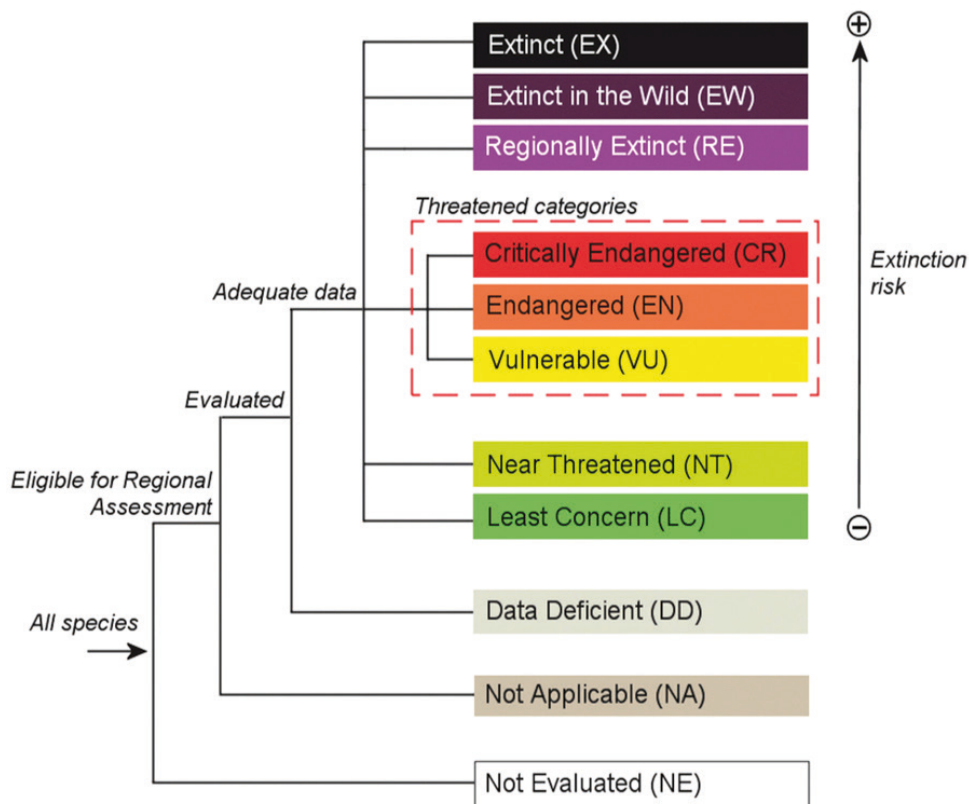 Extinct (EX)
Extinct in the Wild (EW)
Regionally Extinct (RE)
Threatened categories
Critically Endangered (CR)
Extinction
risk
Adequate data
Endangered (EN)
Vulnerable (VU)
Evaluated
Near Threatened (NT)
Eligible for Regional
Assessment
Least Concern (LC)
Data Deficient (DD)
All species
Not Applicable (NA)
Not Evaluated (NE)